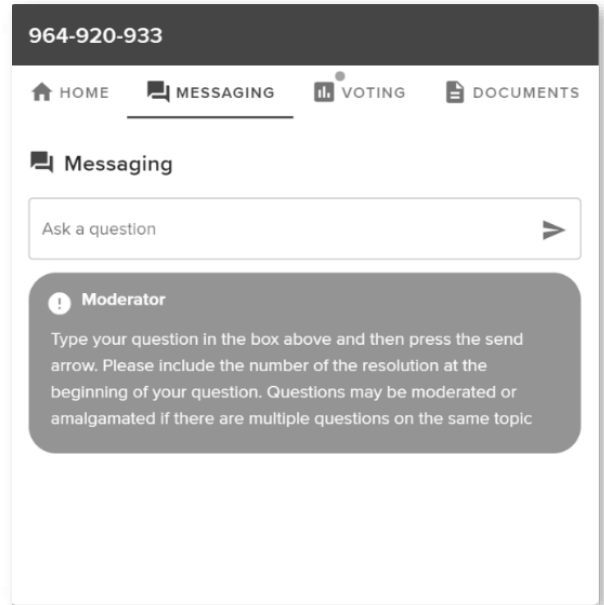 964-920-933
HOME MESSAGING VOTING DOCUMENTS
Messaging
Ask a question
Moderator
Type your question in the box above and then press the send
arrow. Please include the number of the resolution at the
beginning of your question. Questions may be moderated or
amalgamated if there are multiple questions on the same topic